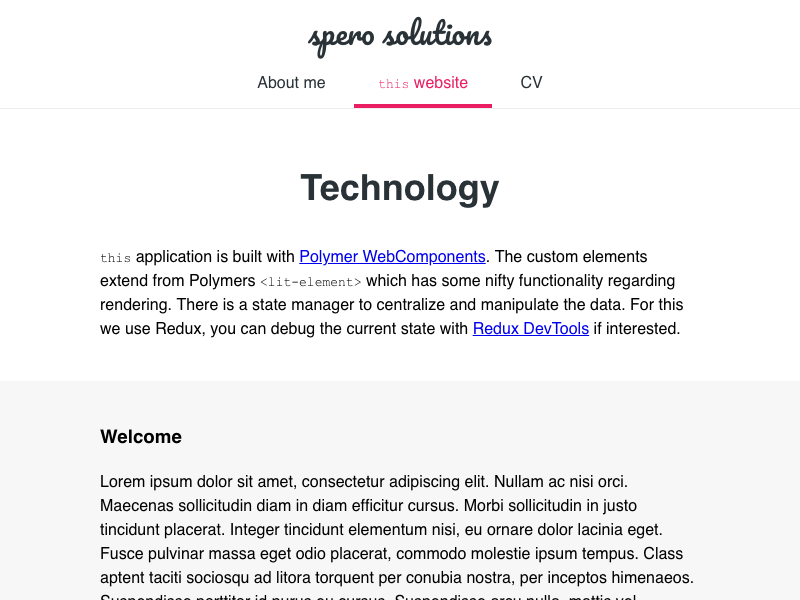 spero solutions
About me this website CV
Technology
this application is built with Polymer WebComponents. The custom elements
extend from Polymers <lit-element> which has some nifty functionality regarding
rendering. There is a state manager to centralize and manipulate the data. For this
we use Redux, you can debug the current state with Redux DevTools if interested.
Welcome
Lorem ipsum dolor sit amet, consectetur adipiscing elit. Nullam ac nisi orci.
Maecenas sollicitudin diam in diam efficitur cursus. Morbi sollicitudin in justo
tincidunt placerat. Integer tincidunt elementum nisi, eu ornare dolor lacinia eget.
Fusce pulvinar massa eget odio placerat, commodo molestie ipsum tempus. Class
aptent taciti sociosqu ad litora torquent per conubia nostra, per inceptos himenaeos.